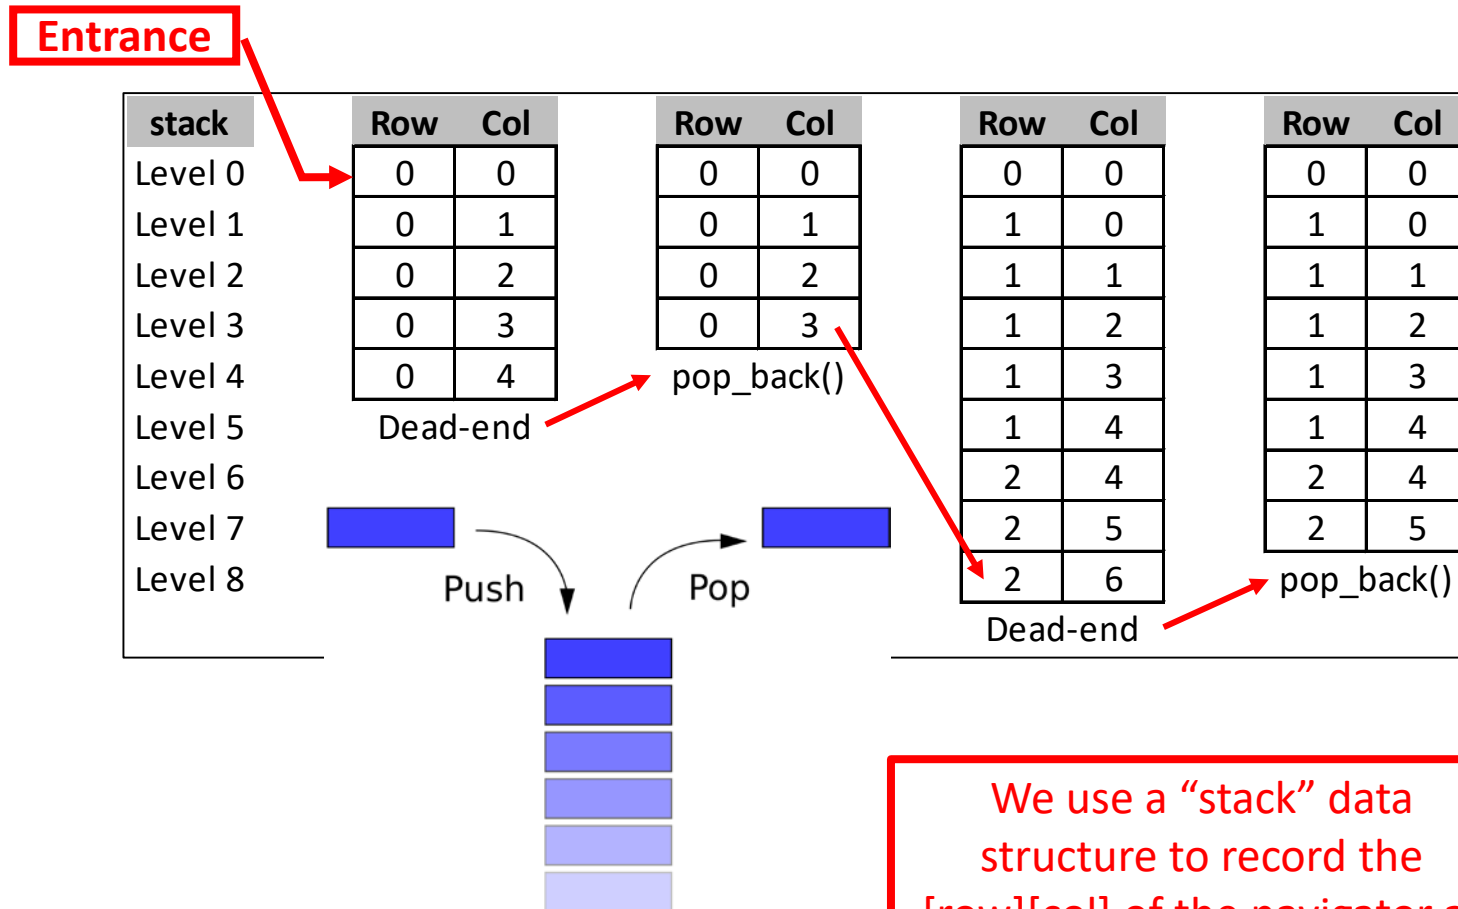 Entrance
stack Row Col Row Col Row Col Row Col
Level 0 0 0 0 0 0 0 0 0
Level 1 0 1 0 1 1 0 1 0
Level 2 0 2 0 2 1 1 1 1
Level 3 0 3 0 3 1 2 1 2
Level 4 0 4 pop_back() 1 3 1 3
Level 5 Dead-end 1 4 1 4
Level 6 2 4 2 4
Level 7 2 5 2 5
Level 8 Push Pop 2 6 pop_back()
Dead-end
We use a “stack” data
structure to record the
[row][col] of the navigator